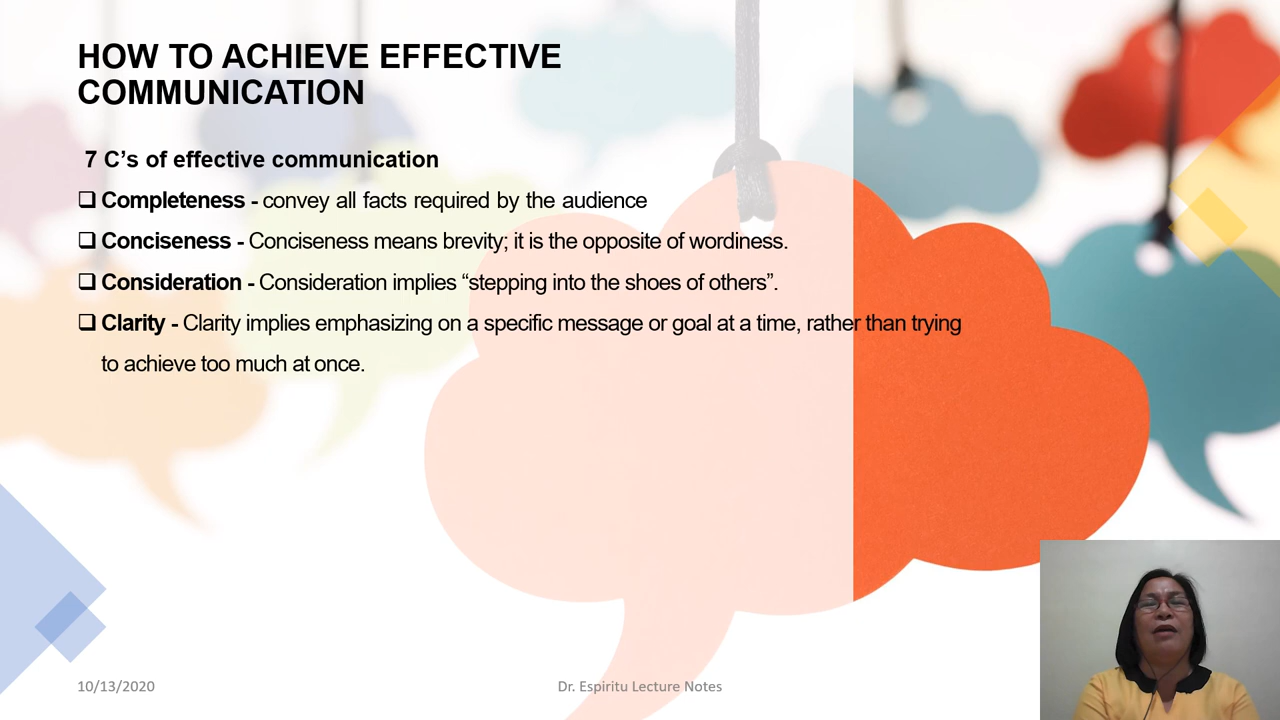 HOW TO ACHIEVE EFFECTIVE
COMMUNICATION
7 C’s of effective communication
❑ Completeness - convey all facts required by the audience
❑ Conciseness - Conciseness means brevity; it is the opposite of wordiness.
❑ Consideration - Consideration implies “stepping into the shoes of others”.
❑ Clarity - Clarity implies emphasizing on a specific message or goal at a time, rather than trying
to achieve too much at once.
10/13/2020
Dr. Espiritu Lecture Notes